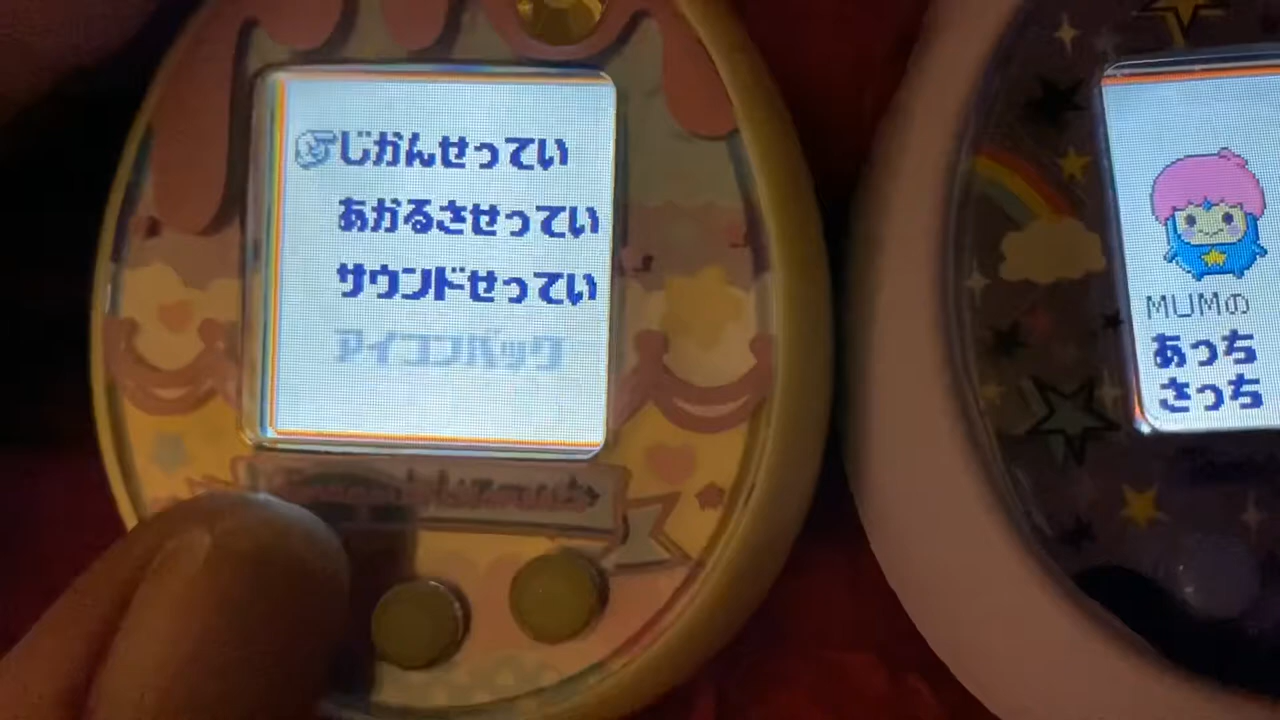 じかんせってい
あかるさせってい
サウンドせってい
アイコンバック
MUMの
あっち
さっち